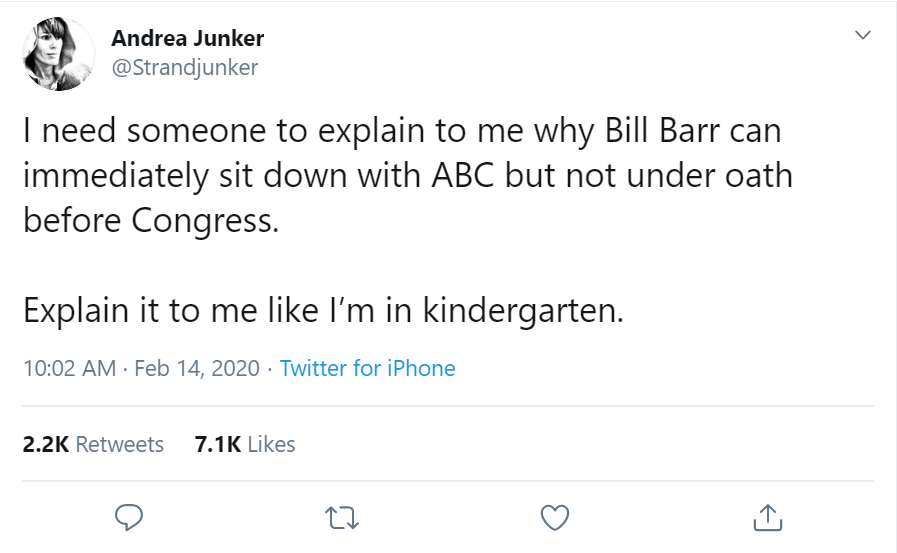 Andrea Junker
@Strandjunker
I need someone to explain to me why Bill Barr can
immediately sit down with ABC but not under oath
before Congress.
Explain it to me like I’m in kindergarten.
10:02 AM · Feb 14, 2020 · Twitter for iPhone
2.2K Retweets 7.1K Likes